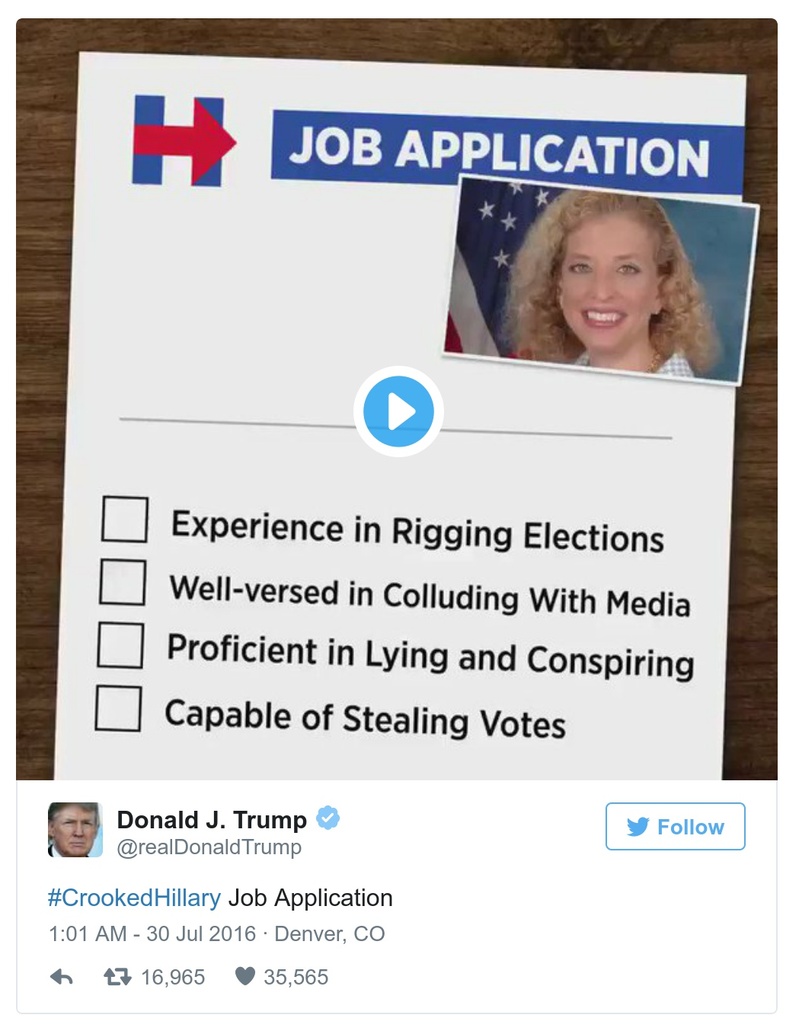 H JOB APPLICATION
Experience in Rigging Elections
Well-versed in Colluding With Media
Proficient in Lying and Conspiring
Capable of Stealing Votes
Donald J. Trump
@realDonaldTrump
Follow
#CrookedHillary Job Application
1:01 AM - 30 Jul 2016 · Denver, CO
16,965 35,565